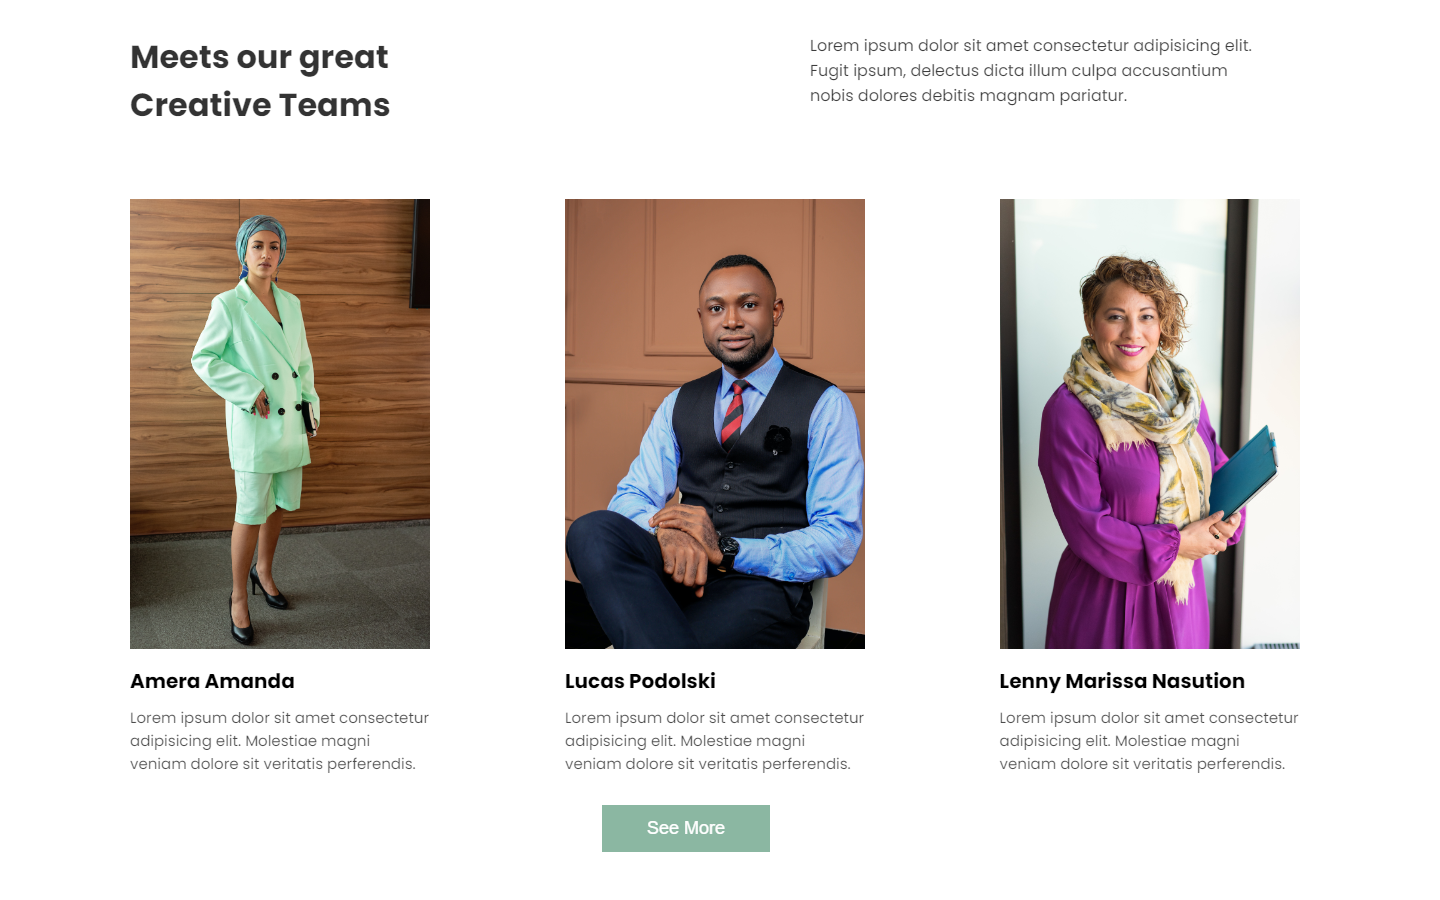 Meets our great
Creative Teams
Lorem ipsum dolor sit amet consectetur adipisicing elit.
Fugit ipsum, delectus dicta illum culpa accusantium
nobis dolores debitis magnam pariatur.
Amera Amanda
Lorem ipsum dolor sit amet consectetur
adipisicing elit. Molestiae magni
veniam dolore sit veritatis perferendis.
Lucas Podolski
Lorem ipsum dolor sit amet consectetur
adipisicing elit. Molestiae magni
veniam dolore sit veritatis perferendis.
Lenny Marissa Nasution
Lorem ipsum dolor sit amet consectetur
adipisicing elit. Molestiae magni
veniam dolore sit veritatis perferendis.
See More